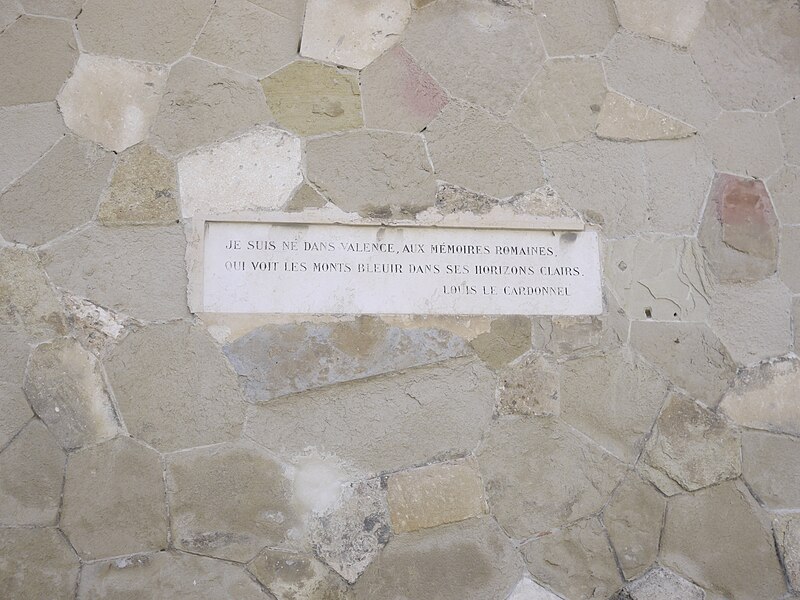 JE SUIS NÉ DANS VALENCE, AUX MÉMOIRES ROMAINES,
QUI VOIT LES MONTS BLEUIR DANS SES HORIZONS CLAIRS.
LOUIS LE CARDONNEL